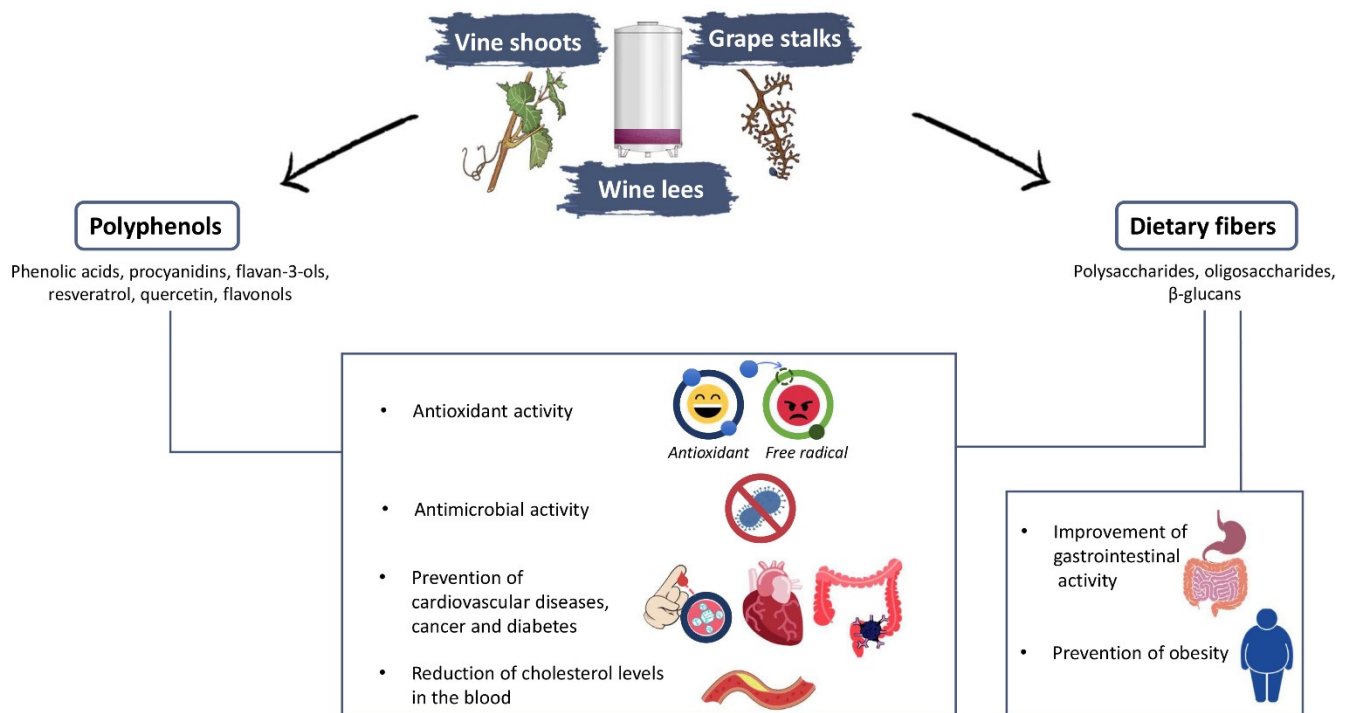 Vine shoots
Grape stalks
Wine lees
Polyphenols
Phenolic acids, procyanidins, flavan-3-ols,
resveratrol, quercetin, flavonols
Dietary fibers
Polysaccharides, oligosaccharides,
β-glucans
• Antioxidant activity
Antioxidant
Free radical
• Antimicrobial activity
• Prevention of
cardiovascular diseases,
cancer and diabetes
• Reduction of cholesterol levels
in the blood
• Improvement of
gastrointestinal
activity
• Prevention of obesity